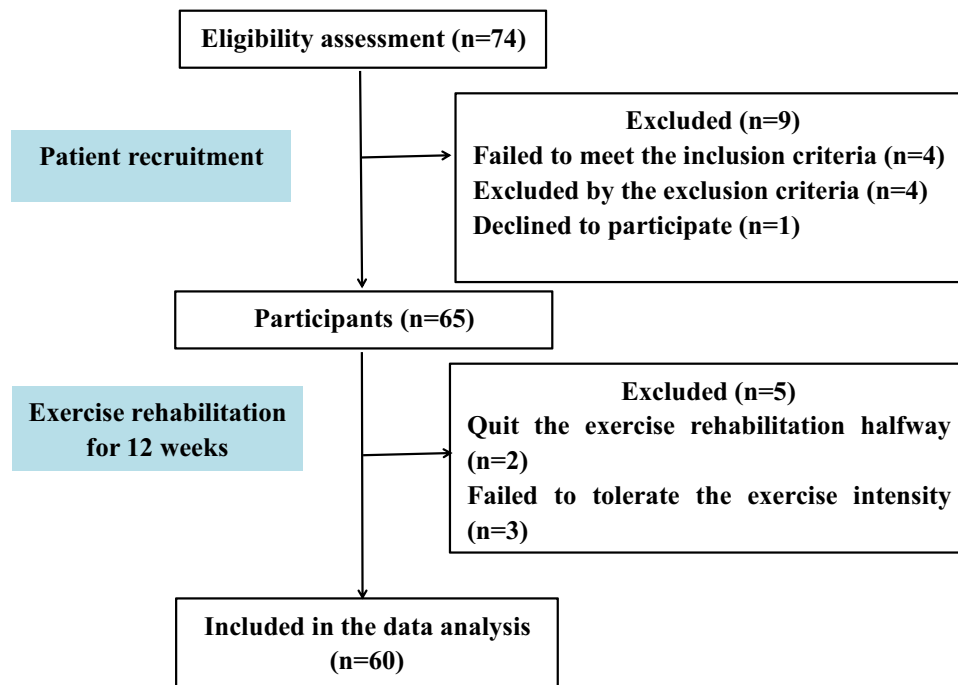 Eligibility assessment (n=74)
Patient recruitment
Excluded (n=9)
Failed to meet the inclusion criteria (n=4)
Excluded by the exclusion criteria (n=4)
Declined to participate (n=1)
Participants (n=65)
Exercise rehabilitation
for 12 weeks
Excluded (n=5)
Quit the exercise rehabilitation halfway
(n=2)
Failed to tolerate the exercise intensity
(n=3)
Included in the data analysis
(n=60)